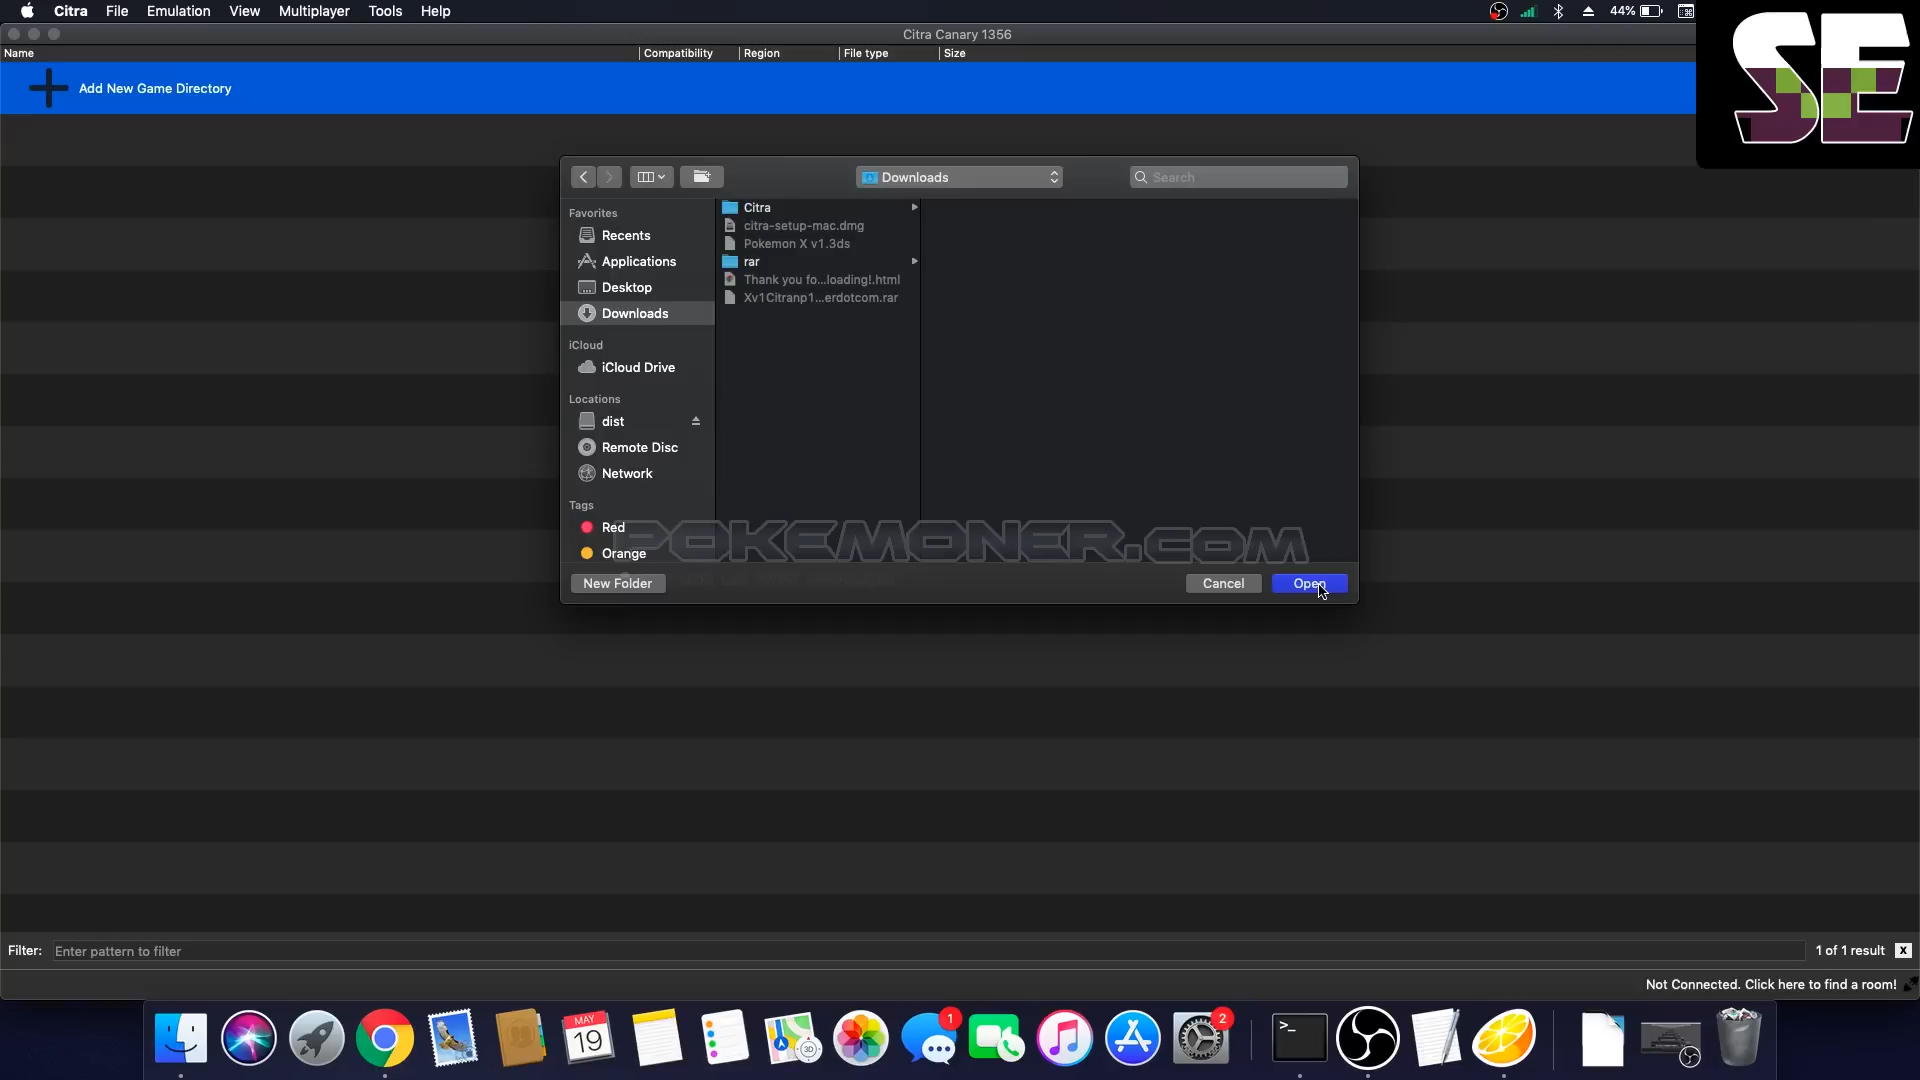 Citra File Emulation View Multiplayer Tools Help 44%
Citra Canary 1356
Name Compatibility Region File type Size
Add New Game Directory
SE
Downloads Search
Favorites
Recents
Applications
Desktop
Downloads
iCloud
iCloud Drive
Locations
dist
Remote Disc
Network
Tags
Red
Orange
Citra
citra-setup-mac.dmg
Pokemon X v1.3ds
rar
Thank you fo...loading!.html
Xv1Citranp1...erdotcom.rar
POKEMONER.COM
New Folder Cancel Open
Filter: Enter pattern to filter 1 of 1 result X
Not Connected. Click here to find a room!
MAY
19
3D
1
2
>_